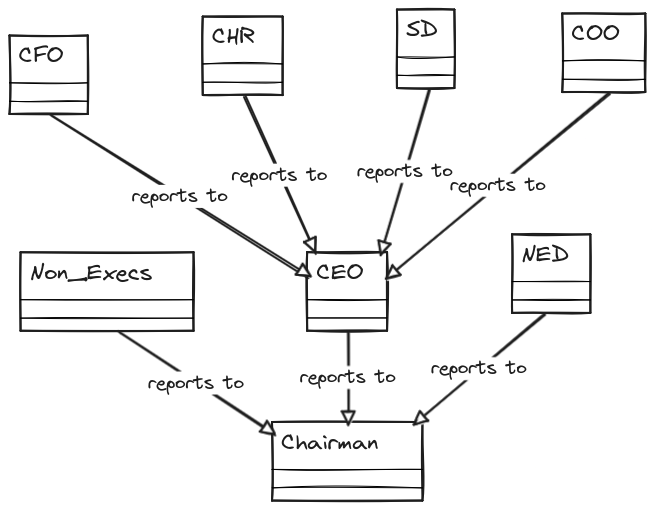 CFO
CHR
SD
COO
reports to
reports to
reports to
reports to
Non_Execs
CEO
NED
reports to
reports to
reports to
Chairman